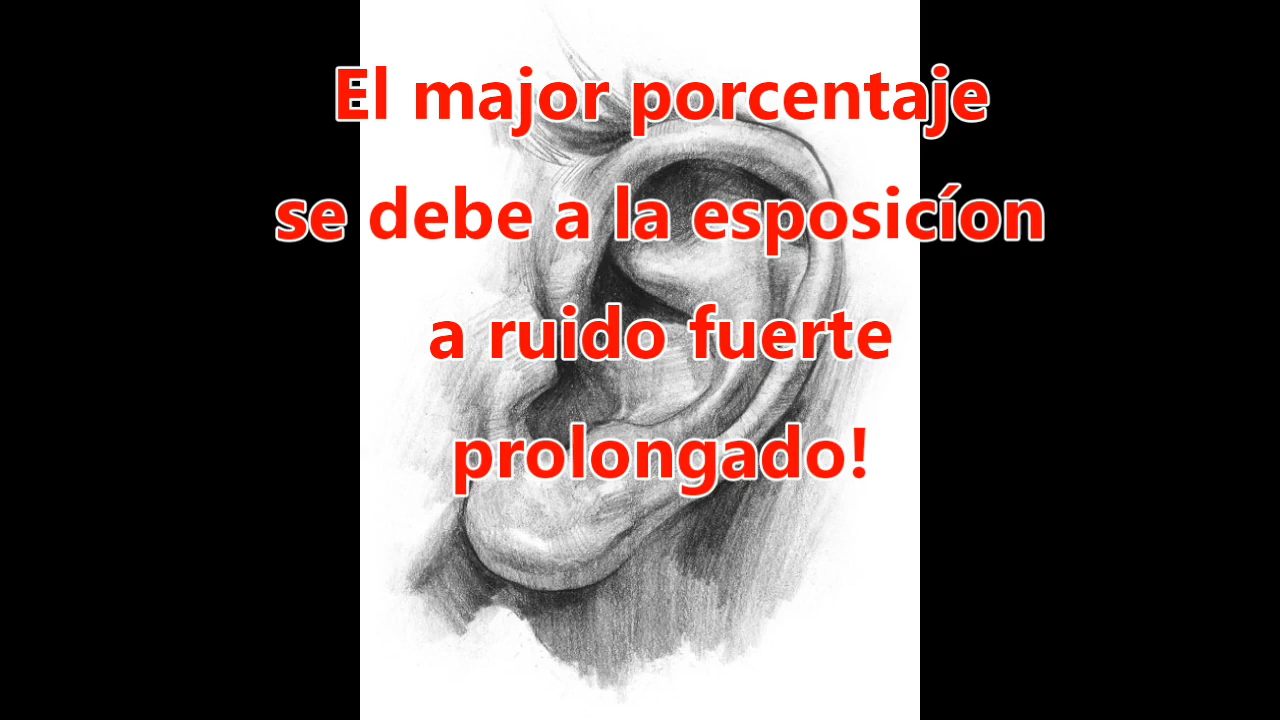 El major porcentaje
se debe a la esposicíon
a ruido fuerte
prolongado!